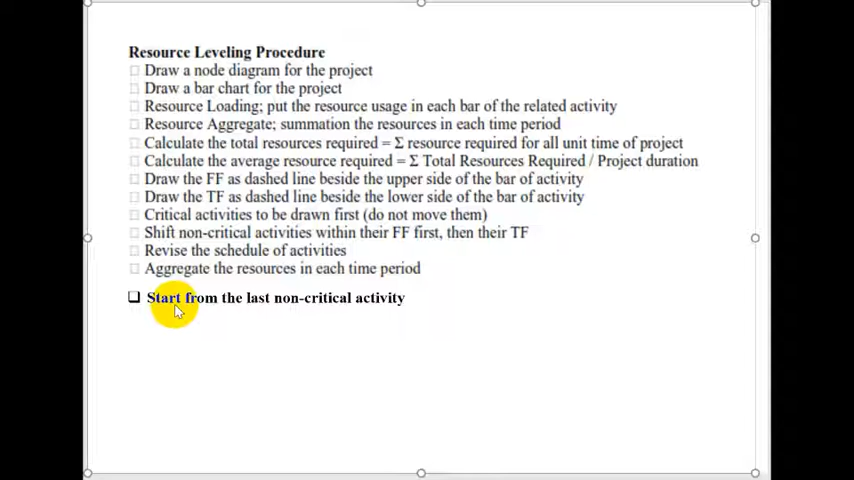 Resource Leveling Procedure
□ Draw a node diagram for the project
□ Draw a bar chart for the project
□ Resource Loading; put the resource usage in each bar of the related activity
□ Resource Aggregate; summation the resources in each time period
□ Calculate the total resources required = Σ resource required for all unit time of project
□ Calculate the average resource required = Σ Total Resources Required / Project duration
□ Draw the FF as dashed line beside the upper side of the bar of activity
□ Draw the TF as dashed line beside the lower side of the bar of activity
□ Critical activities to be drawn first (do not move them)
□ Shift non-critical activities within their FF first, then their TF
□ Revise the schedule of activities
□ Aggregate the resources in each time period
❑ Start from the last non-critical activity